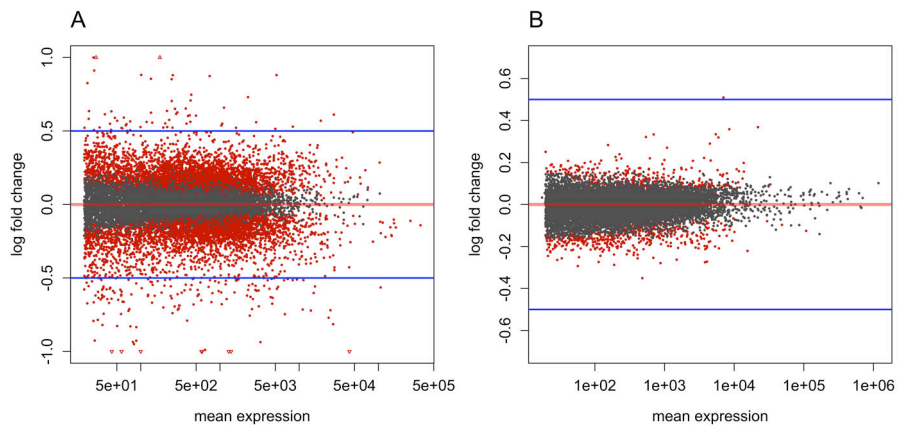 A
B
log fold change
1.0
0.5
0.0
-0.5
-1.0
5e+01
5e+02
5e+03
5e+04
5e+05
mean expression
log fold change
0.6
0.4
0.2
0.0
-0.2
-0.4
-0.6
1e+02
1e+03
1e+04
1e+05
1e+06
mean expression